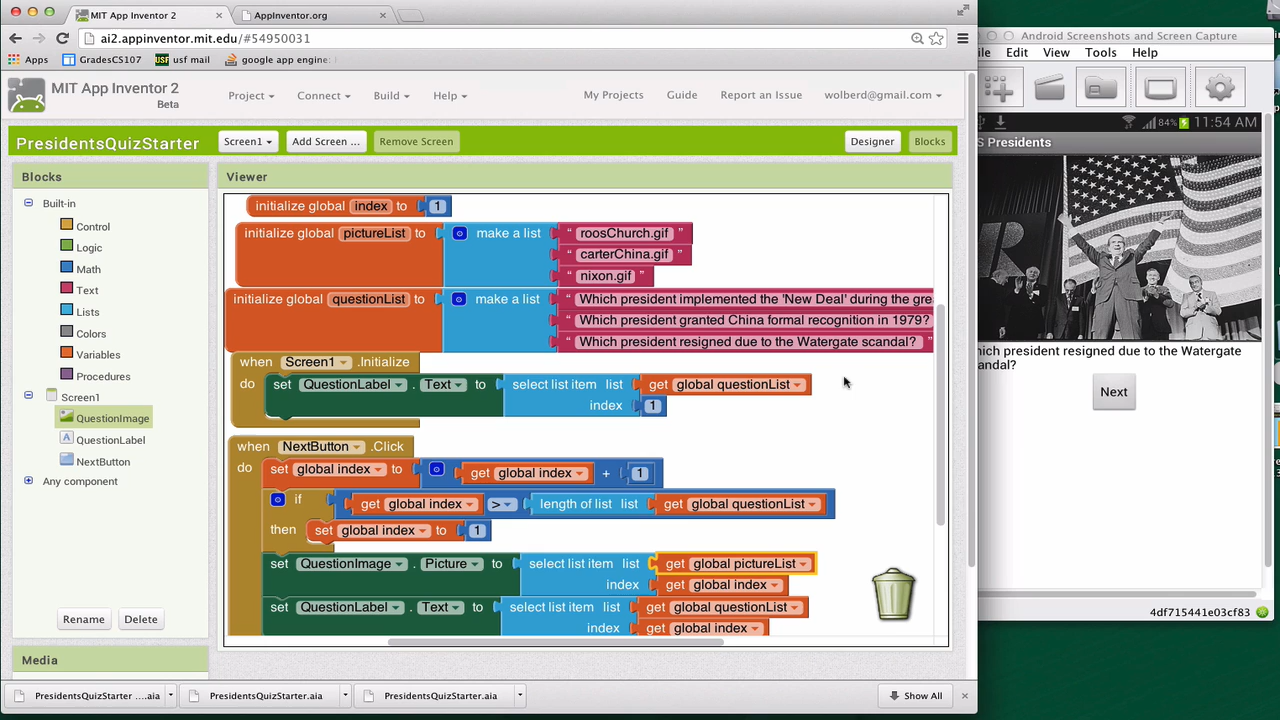 MIT App Inventor 2
AppInventor.org
ai2.appinventor.mit.edu/#54950031
Apps
GradesCS107
usf mail
google app engine:
MIT App Inventor 2
Beta
Project
Connect
Build
Help
My Projects
Guide
Report an Issue
wolberd@gmail.com
PresidentsQuizStarter
Screen1
Add Screen ...
Remove Screen
Designer
Blocks
Blocks
Built-in
Control
Logic
Math
Text
Lists
Colors
Variables
Procedures
Screen1
QuestionImage
QuestionLabel
NextButton
Any component
Rename
Delete
Media
Viewer
initialize global index to 1
initialize global pictureList to make a list " roosChurch.gif "
" carterChina.gif "
" nixon.gif "
initialize global questionList to make a list " Which president implemented the 'New Deal' during the grea
" Which president granted China formal recognition in 1979?
" Which president resigned due to the Watergate scandal? "
when Screen1 .Initialize
do set QuestionLabel . Text to select list item list get global questionList
index 1
when NextButton .Click
do set global index to get global index + 1
if get global index > length of list list get global questionList
then set global index to 1
set QuestionImage . Picture to select list item list get global pictureList
index get global index
set QuestionLabel . Text to select list item list get global questionList
index get global index
Android Screenshots and Screen Capture
ile Edit View Tools Help
84% 11:54 AM
S Presidents
hich president resigned due to the Watergate
andal?
Next
4df715441e03cf83
PresidentsQuizStarter ....aia
PresidentsQuizStarter.aia
PresidentsQuizStarter.aia
Show All